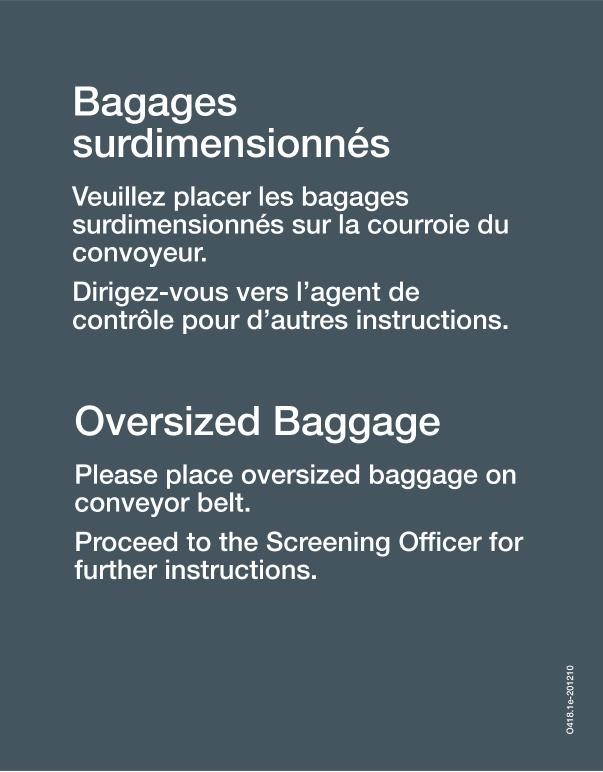 Bagages
surdimensionnés
Veuillez placer les bagages
surdimensionnés sur la courroie du
convoyeur.
Dirigez-vous vers l’agent de
contrôle pour d’autres instructions.
Oversized Baggage
Please place oversized baggage on
conveyor belt.
Proceed to the Screening Officer for
further instructions.
O418.1e-201210